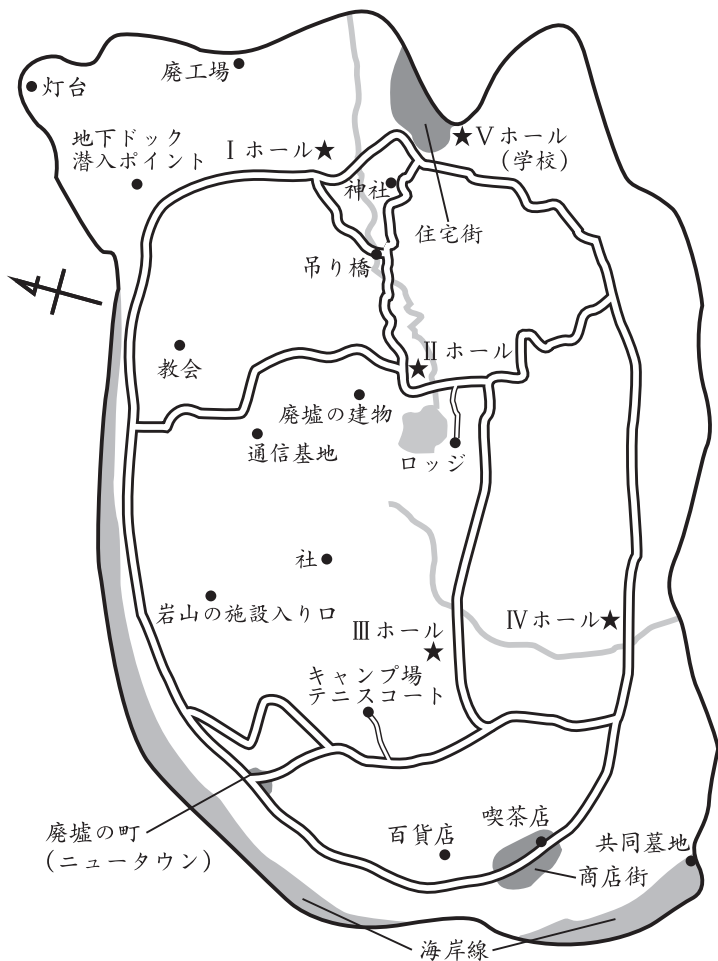 灯台
廃工場
地下ドック
潜入ポイント
Ⅰホール
Ⅴホール
(学校)
神社
住宅街
吊り橋
Ⅱホール
教会
廃墟の建物
通信基地
ロッジ
社
岩山の施設入り口
Ⅲホール
Ⅳホール
キャンプ場
テニスコート
廃墟の町
(ニュータウン)
百貨店
喫茶店
共同墓地
商店街
海岸線